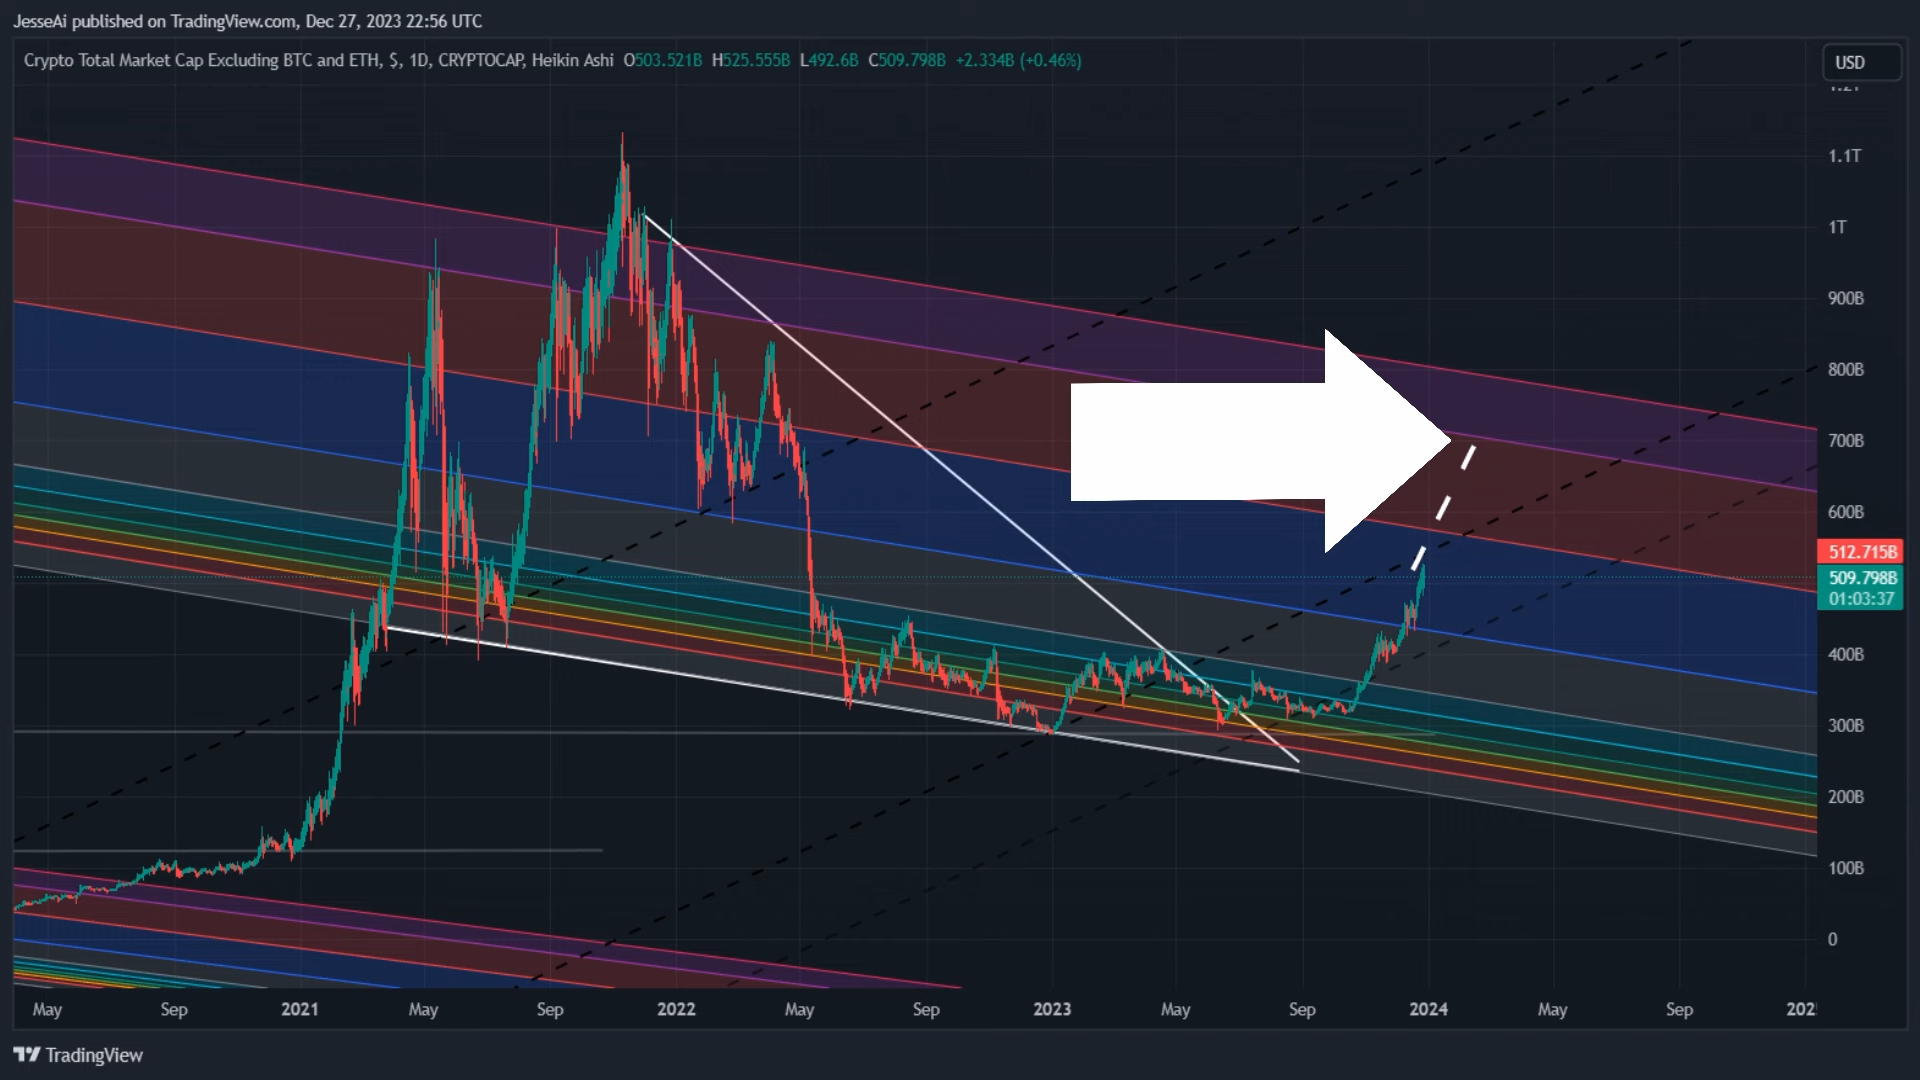 JesseAi published on TradingView.com, Dec 27, 2023 22:56 UTC
Crypto Total Market Cap Excluding BTC and ETH, $, 1D, CRYPTOCAP, Heikin Ashi O503.521B H525.555B L492.6B C509.798B +2.334B (+0.46%)
USD
1.1T
1T
900B
800B
700B
600B
512.715B
509.798B
01:03:37
400B
300B
200B
100B
0
May Sep 2021 May Sep 2022 May Sep 2023 May Sep 2024 May Sep
TradingView